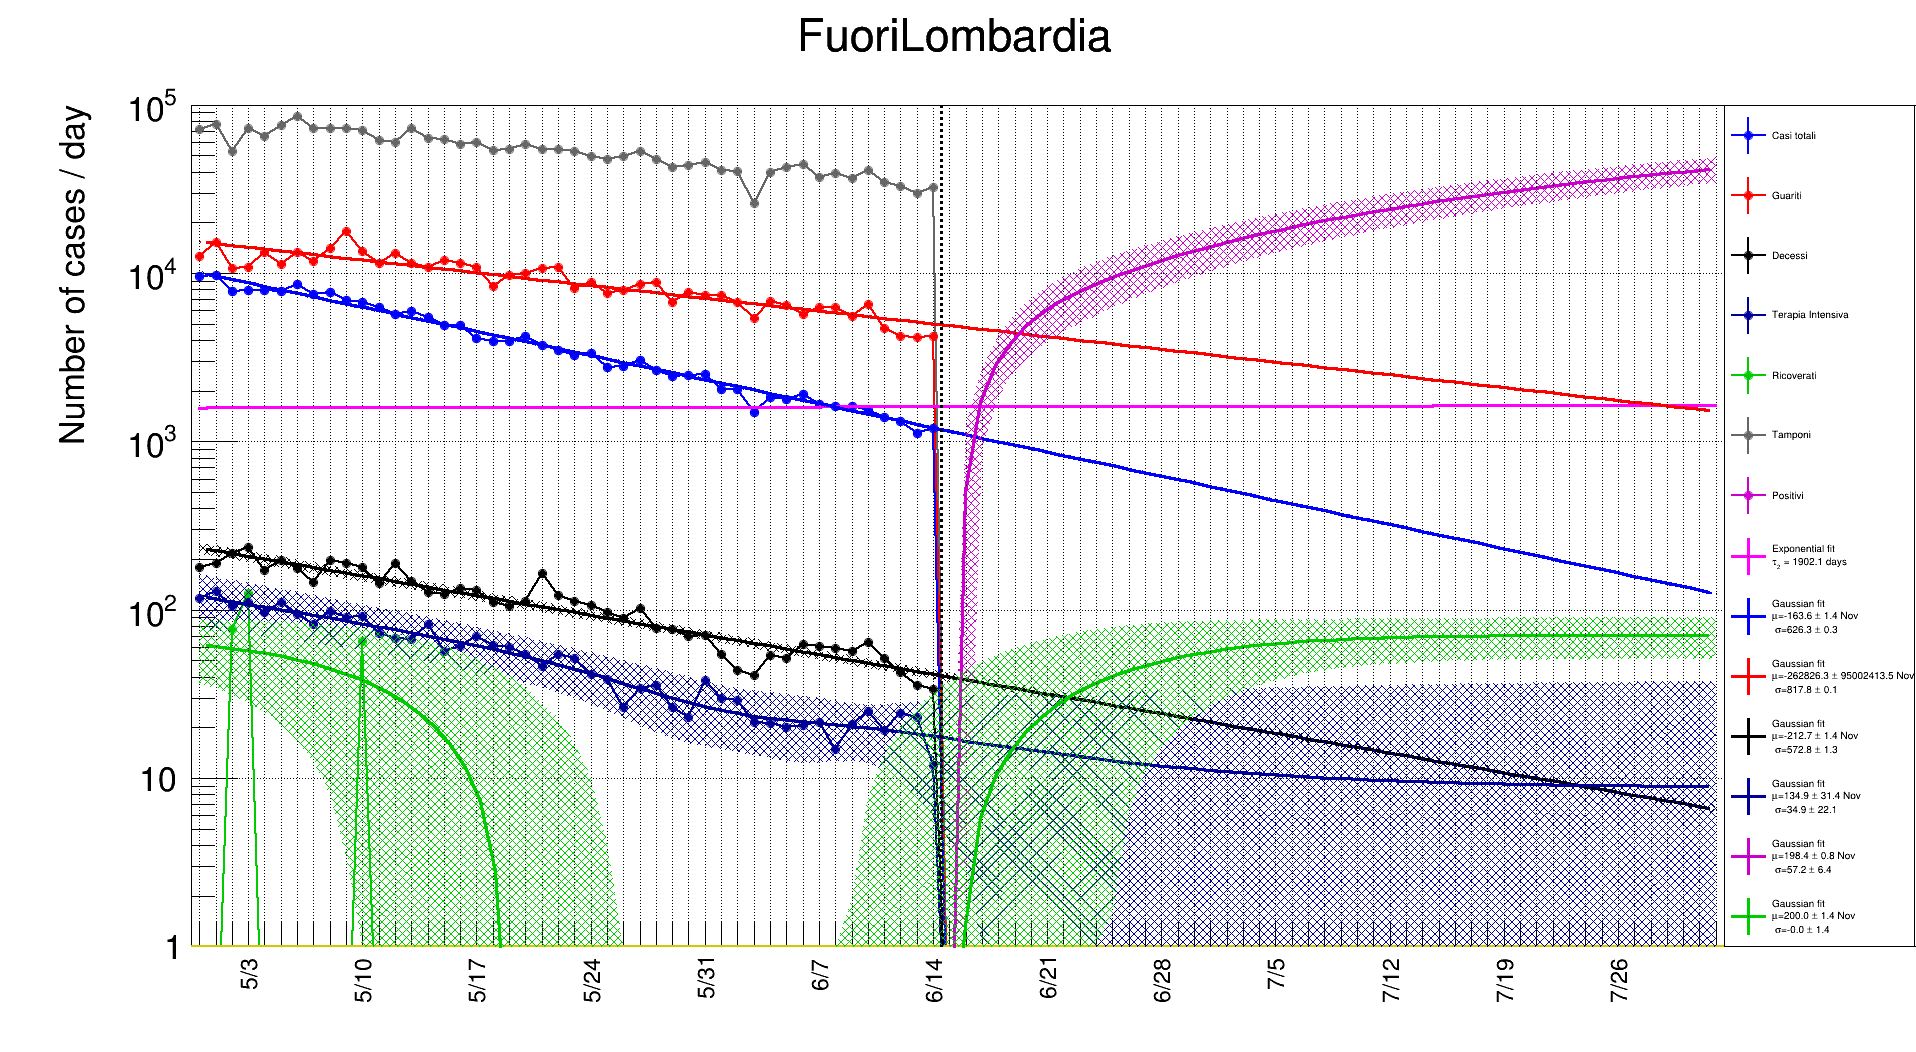 FuoriLombardia
Number of cases / day
10^5
10^4
10^3
10^2
10
1
5/3
5/10
5/17
5/24
5/31
6/7
6/14
6/21
6/28
7/5
7/12
7/19
7/26
Casi totali
Guariti
Decessi
Terapia Intensiva
Ricoverati
Tamponi
Positivi
Exponential fit
τ₂ = 1902.1 days
Gaussian fit
μ=-163.6 ± 1.4 Nov
σ=626.3 ± 0.3
Gaussian fit
μ=-262826.3 ± 95002413.5 Nov
σ=817.8 ± 0.1
Gaussian fit
μ=-212.7 ± 1.4 Nov
σ=572.8 ± 1.3
Gaussian fit
μ=134.9 ± 31.4 Nov
σ=34.9 ± 22.1
Gaussian fit
μ=198.4 ± 0.8 Nov
σ=57.2 ± 6.4
Gaussian fit
μ=200.0 ± 1.4 Nov
σ=-0.0 ± 1.4